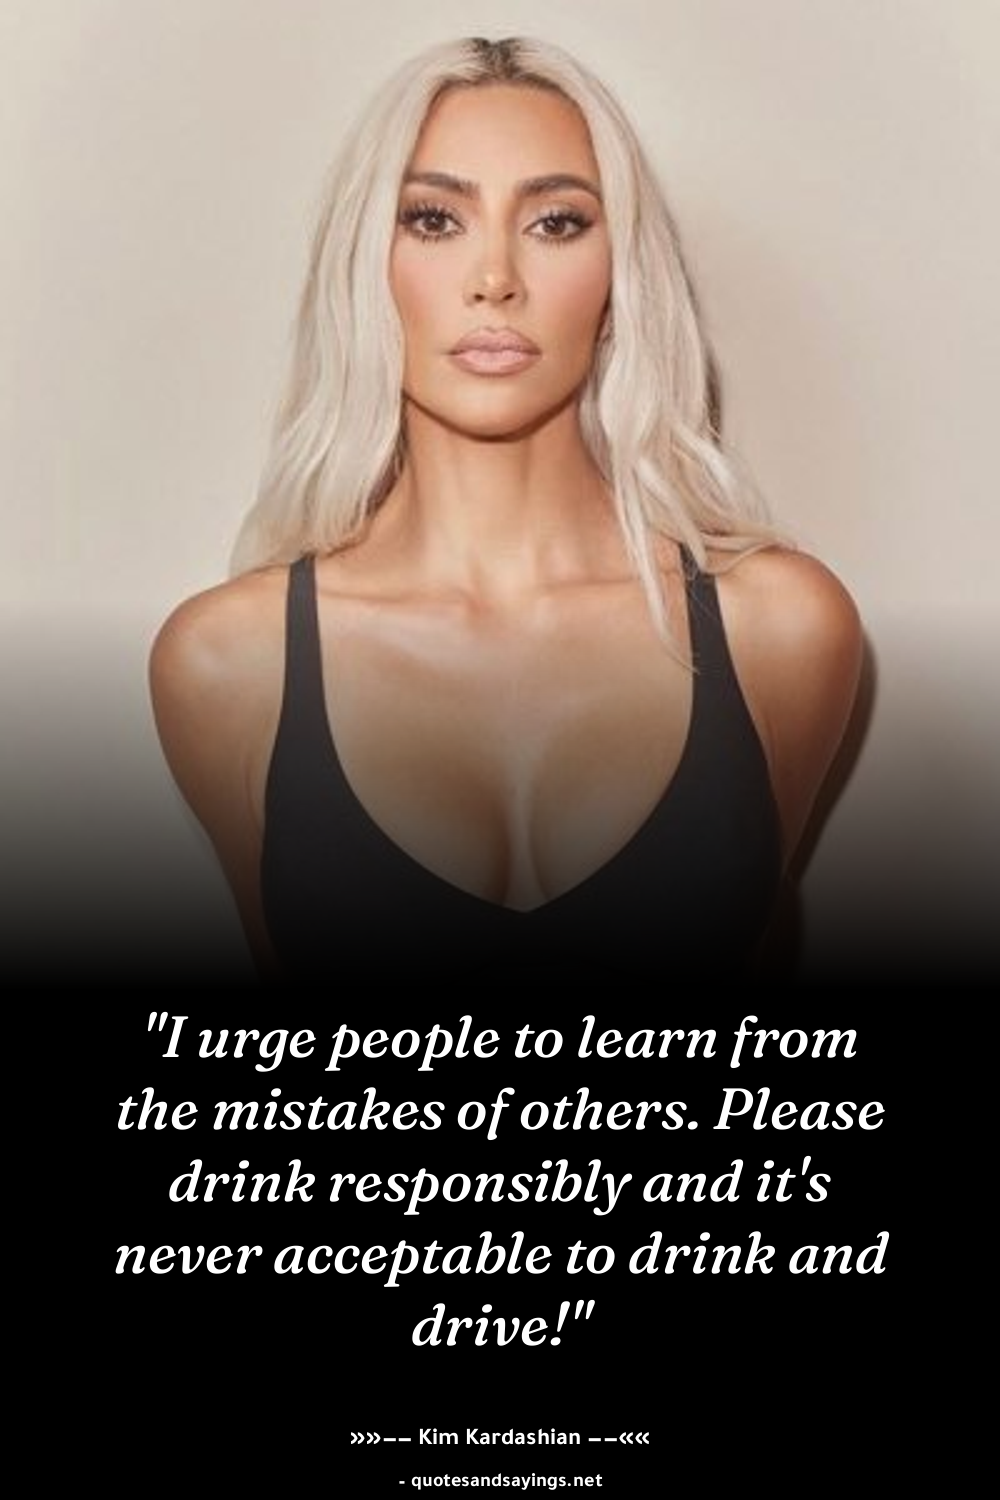 "I urge people to learn from
the mistakes of others. Please
drink responsibly and it's
never acceptable to drink and
drive!"
»»–– Kim Kardashian ––««
- quotesandsayings.net